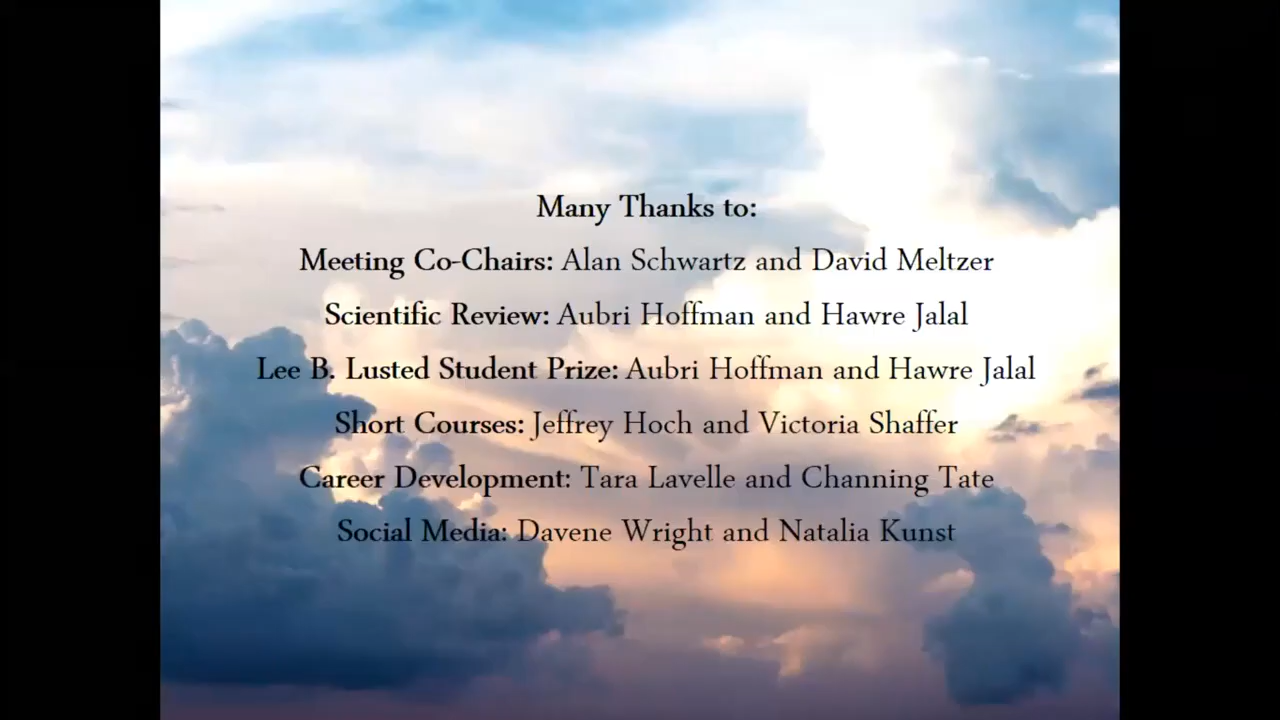 Many Thanks to:
Meeting Co-Chairs: Alan Schwartz and David Meltzer
Scientific Review: Aubri Hoffman and Hawre Jalal
Lee B. Lusted Student Prize: Aubri Hoffman and Hawre Jalal
Short Courses: Jeffrey Hoch and Victoria Shaffer
Career Development: Tara Lavelle and Channing Tate
Social Media: Davene Wright and Natalia Kunst